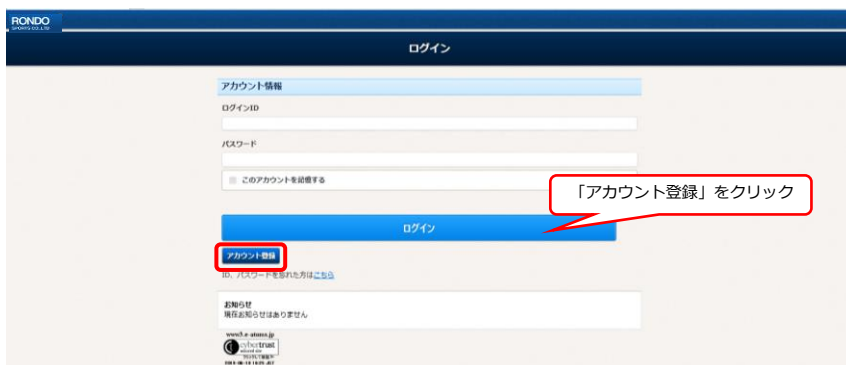 RONDO
SPORTS CO.,LTD
ログイン
アカウント情報
ログインID
パスワード
このアカウントを記憶する
「アカウント登録」をクリック
ログイン
アカウント登録
ID、パスワードを忘れた方はこちら
お知らせ
現在お知らせはありません
cybertrust